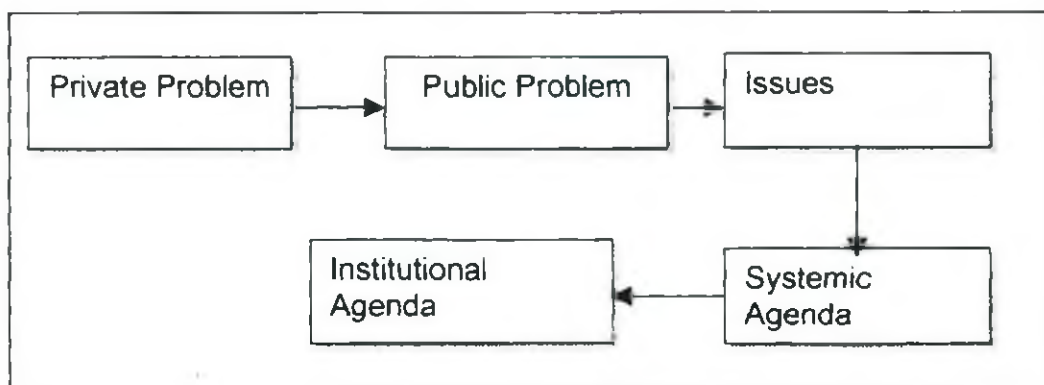 Private Problem
Public Problem
Issues
Systemic
Agenda
Institutional
Agenda